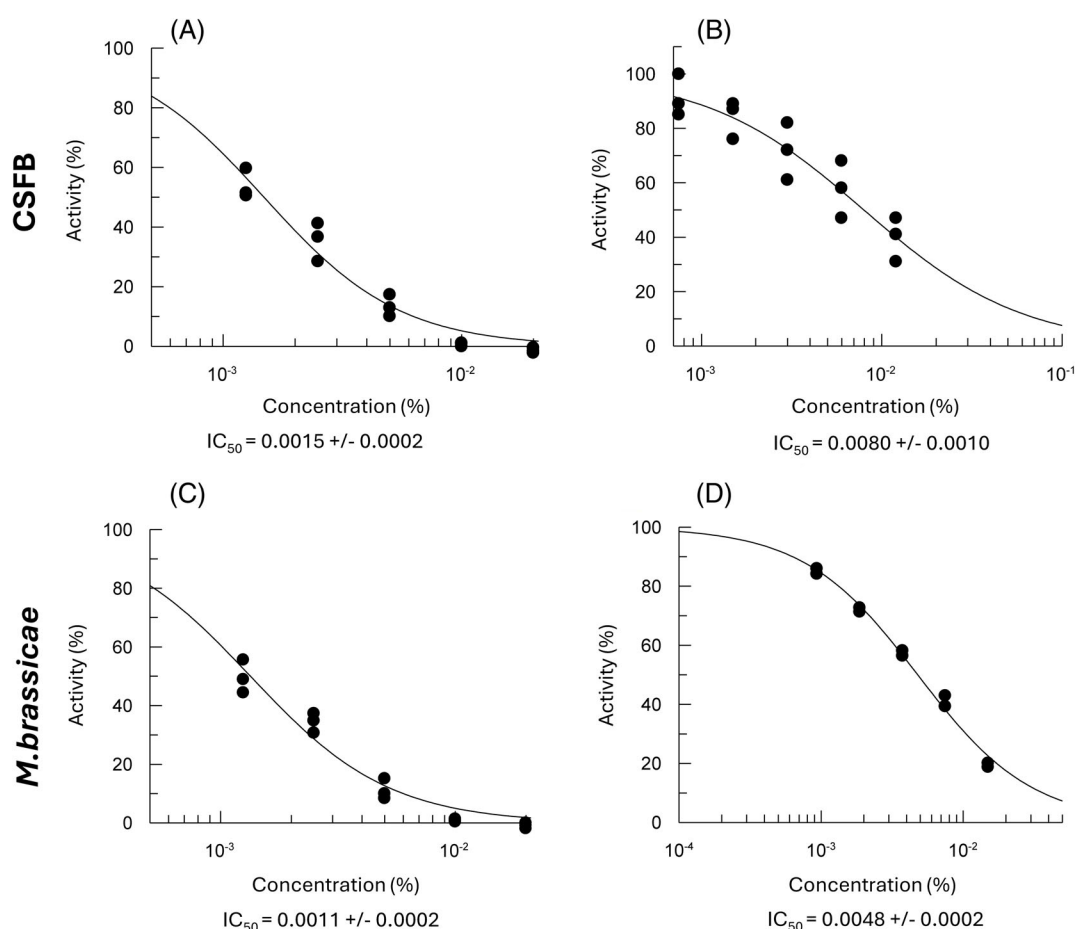 (A)
CSFB
Activity (%)
100
80
60
40
20
0
10⁻³
10⁻²
Concentration (%)
IC₅₀ = 0.0015 +/- 0.0002
(B)
Activity (%)
100
80
60
40
20
0
10⁻³
10⁻²
10⁻¹
Concentration (%)
IC₅₀ = 0.0080 +/- 0.0010
(C)
M.brassicae
Activity (%)
100
80
60
40
20
0
10⁻³
10⁻²
Concentration (%)
IC₅₀ = 0.0011 +/- 0.0002
(D)
Activity (%)
100
80
60
40
20
0
10⁻⁴
10⁻³
10⁻²
Concentration (%)
IC₅₀ = 0.0048 +/- 0.0002